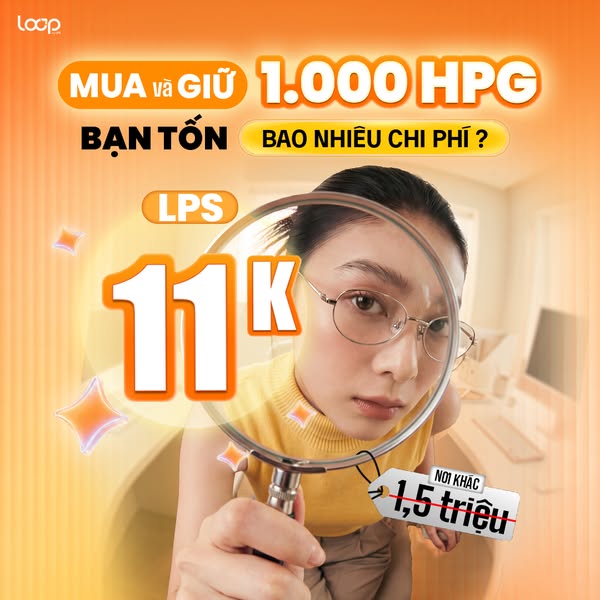 Loop
MUA và GIỮ 1.000 HPG
BẠN TỐN BAO NHIÊU CHI PHÍ ?
LPS
11K
NƠI KHÁC
1,5 triệu